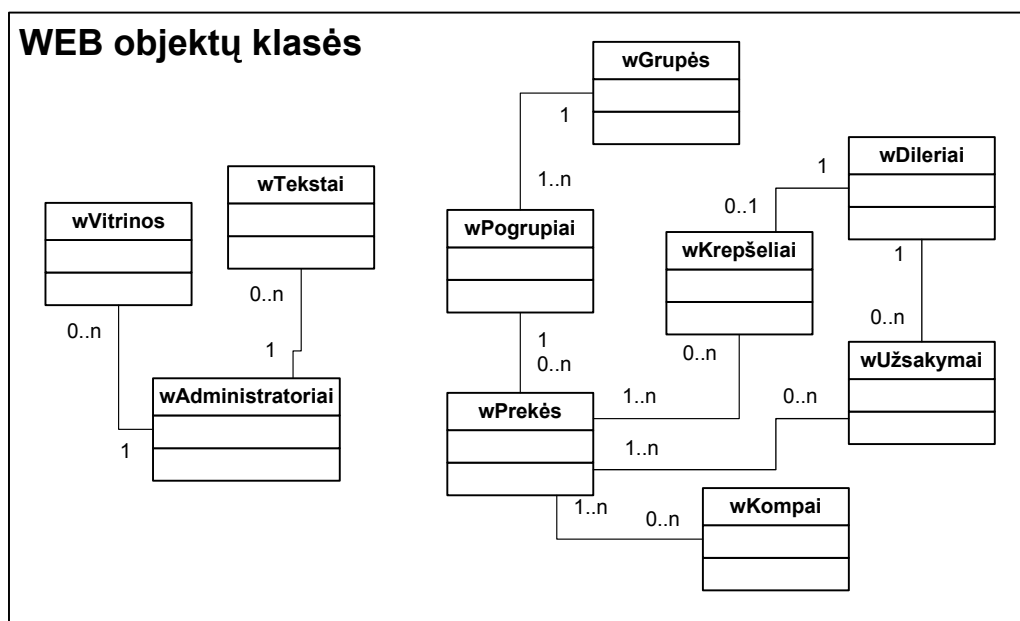 WEB objektų klasės
wGrupės
1
1..n
wPogrupiai
1
0..n
wPrekės
wTekstai
0..n
1
wVitrinos
0..n
1
wAdministratoriai
wDileriai
1
0..1
wKrepšeliai
0..n
1..n
1
0..n
wUžsakymai
0..n
1..n
1..n
0..n
wKompai